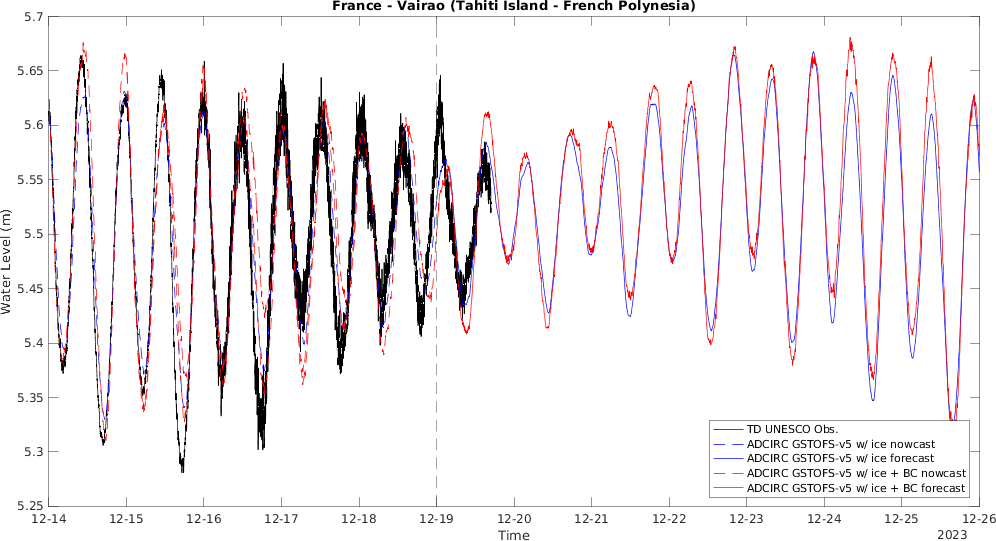 France - Vairao (Tahiti Island - French Polynesia)
5.7
5.65
5.6
5.55
5.5
5.45
5.4
5.35
5.3
5.25
Water Level (m)
TD UNESCO Obs.
ADCIRC GSTOFS-v5 w/ ice nowcast
ADCIRC GSTOFS-v5 w/ ice forecast
ADCIRC GSTOFS-v5 w/ ice + BC nowcast
ADCIRC GSTOFS-v5 w/ ice + BC forecast
12-14 12-15 12-16 12-17 12-18 12-19 12-20 12-21 12-22 12-23 12-24 12-25 12-26
Time
2023